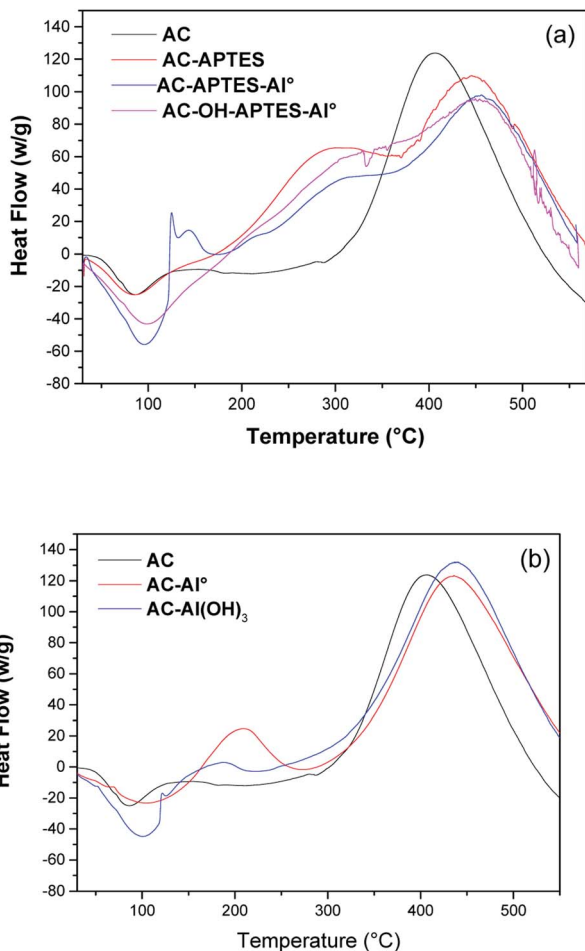 (a)
AC
AC-APTES
AC-APTES-Al°
AC-OH-APTES-Al°
140
120
100
80
60
40
20
0
-20
-40
-60
-80
Heat Flow (w/g)
100 200 300 400 500
Temperature (°C)
(b)
AC
AC-Al°
AC-Al(OH)₃
140
120
100
80
60
40
20
0
-20
-40
-60
-80
Heat Flow (w/g)
100 200 300 400 500
Temperature (°C)